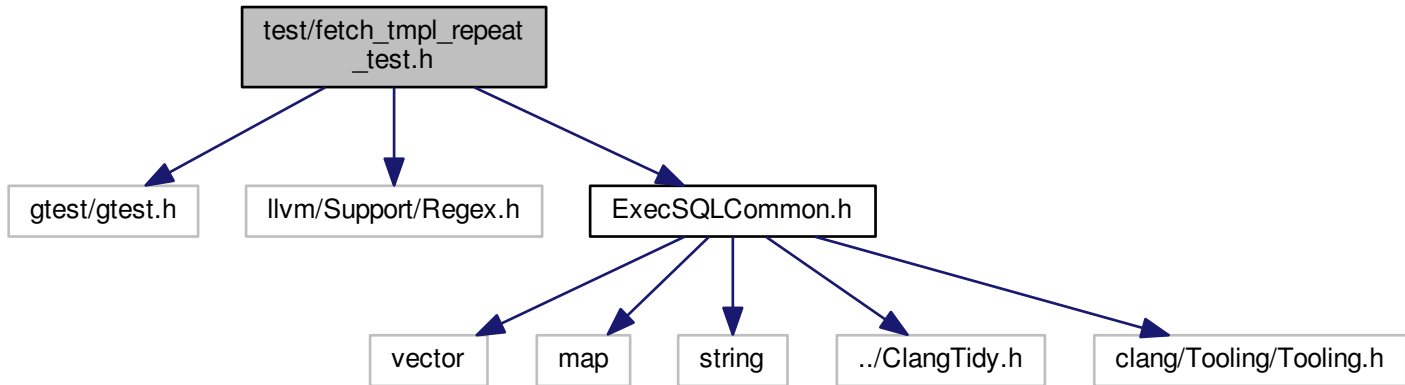 test/fetch_tmpl_repeat
_test.h
gtest/gtest.h
llvm/Support/Regex.h
ExecSQLCommon.h
vector
map
string
../ClangTidy.h
clang/Tooling/Tooling.h